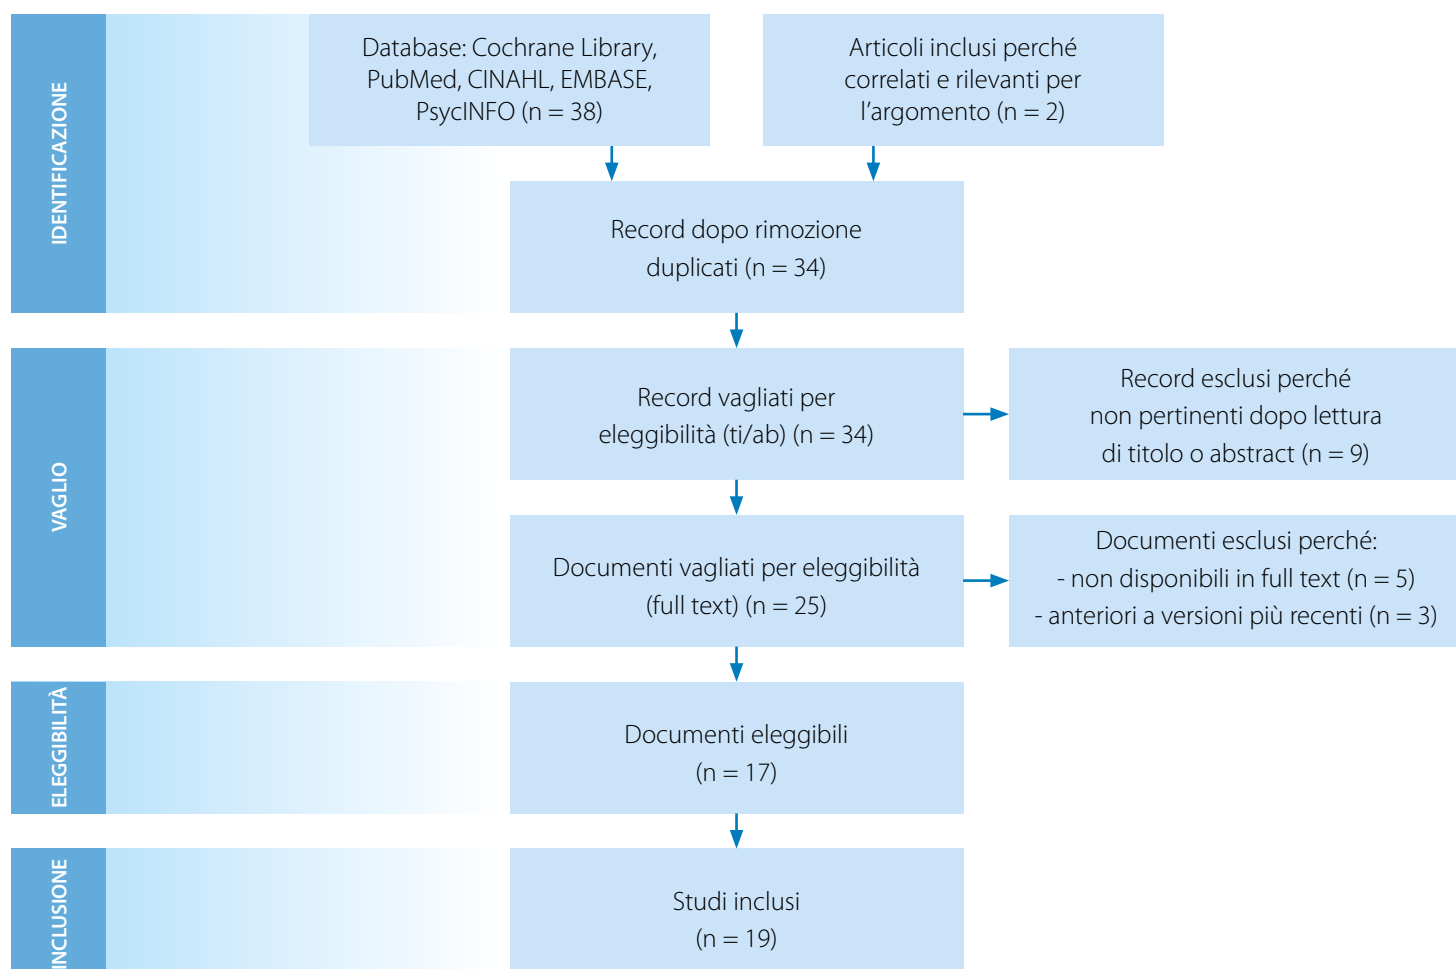 IDENTIFICAZIONE
Database: Cochrane Library,
PubMed, CINAHL, EMBASE,
PsycINFO (n = 38)
Articoli inclusi perché
correlati e rilevanti per
l'argomento (n = 2)
Record dopo rimozione
duplicati (n = 34)
VAGLIO
Record vagliati per
eleggibilità (ti/ab) (n = 34)
Record esclusi perché
non pertinenti dopo lettura
di titolo o abstract (n = 9)
Documenti vagliati per eleggibilità
(full text) (n = 25)
Documenti esclusi perché:
- non disponibili in full text (n = 5)
- anteriori a versioni più recenti (n = 3)
ELEGGIBILITÀ
Documenti eleggibili
(n = 17)
INCLUSIONE
Studi inclusi
(n = 19)